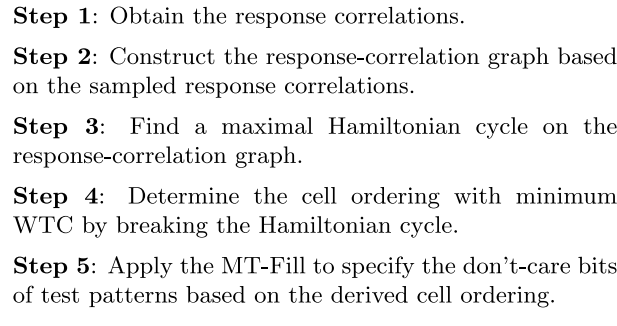 Step 1: Obtain the response correlations.
Step 2: Construct the response-correlation graph based
on the sampled response correlations.
Step 3: Find a maximal Hamiltonian cycle on the
response-correlation graph.
Step 4: Determine the cell ordering with minimum
WTC by breaking the Hamiltonian cycle.
Step 5: Apply the MT-Fill to specify the don't-care bits
of test patterns based on the derived cell ordering.